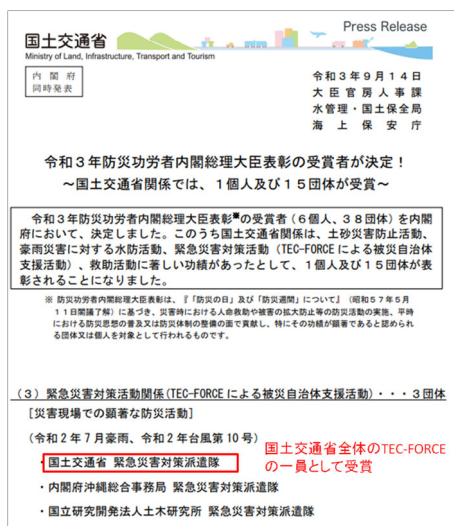 Press Release
国土交通省
Ministry of Land, Infrastructure, Transport and Tourism
内閣府
同時発表
令和3年9月14日
大臣官房人事課
水管理・国土保全局
海上保安庁
令和３年防災功労者内閣総理大臣表彰の受賞者が決定！
～国土交通省関係では、１個人及び１５団体が受賞～
令和３年防災功労者内閣総理大臣表彰※の受賞者（６個人、３８団体）を内閣
府において、決定しました。このうち国土交通省関係は、土砂災害防止活動、
豪雨災害に対する水防活動、緊急災害対策活動（TEC-FORCEによる被災自治体
支援活動）、救助活動に著しい功績があったとして、１個人及び１５団体が表
彰されることになりました。
※ 防災功労者内閣総理大臣表彰は、『「防災の日」及び「防災週間」について』（昭和５７年５月
１１日閣議了解）に基づき、災害時における人命救助や被害の拡大防止等の防災活動の実施、平時
における防災思想の普及又は防災体制の整備の面で貢献し、特にその功績が顕著であると認められ
る団体又は個人を対象として行われるものです。
（３）緊急災害対策活動関係(TEC-FORCEによる被災自治体支援活動)・・・３団体
［災害現場での顕著な防災活動］
（令和２年７月豪雨、令和２年台風第１０号）
・国土交通省 緊急災害対策派遣隊
国土交通省全体のTEC-FORCE
の一員として受賞
・内閣府沖縄総合事務局 緊急災害対策派遣隊
・国立研究開発法人土木研究所 緊急災害対策派遣隊